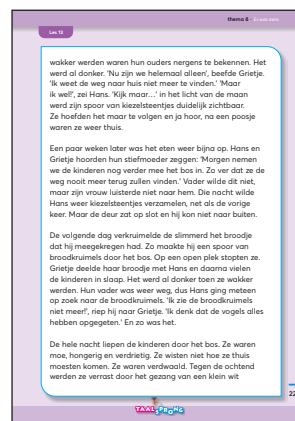 thema 8 - Er was eens
Les 12
wakker werden waren hun ouders nergens te bekennen. Het
werd al donker. 'Nu zijn we helemaal alleen', beefde Grietje.
'Ik weet de weg naar huis niet meer te vinden.' 'Maar
ik wel!', zei Hans. 'Kijk maar...' in het licht van de maan
werd zijn spoor van kiezelsteentjes duidelijk zichtbaar.
Ze hoefden het maar te volgen en ja hoor, na een poosje
waren ze weer thuis.
Een paar weken later was het eten weer bijna op. Hans en
Grietje hoorden hun stiefmoeder zeggen: 'Morgen nemen
we de kinderen nog verder mee het bos in. Zo ver dat ze de
weg nooit meer terug zullen vinden.' Vader wilde dit niet,
maar zijn vrouw luisterde niet naar hem. Die nacht wilde
Hans weer kiezelsteentjes verzamelen, net als de vorige
keer. Maar de deur zat op slot en hij kon niet naar buiten.
De volgende dag verkruimelde de slimmerd het broodje
dat hij meegekregen had. Zo maakte hij een spoor van
broodkruimels door het bos. Op een open plek stopten ze.
Grietje deelde haar broodje met Hans en daarna vielen
de kinderen in slaap. Het werd al donker toen ze wakker
werden. Hun vader was weer weg, dus Hans ging meteen
op zoek naar de broodkruimels. 'Ik zie de broodkruimels
niet meer!', riep hij naar Grietje. 'Ik denk dat de vogels alles
hebben opgegeten.' En zo was het.
De hele nacht liepen de kinderen door het bos. Ze waren
moe, hongerig en verdrietig. Ze wisten niet hoe ze thuis
moesten komen. Ze waren verdwaald. Tegen de ochtend
werden ze verrast door het gezang van een klein wit
22
TAALSPRONG